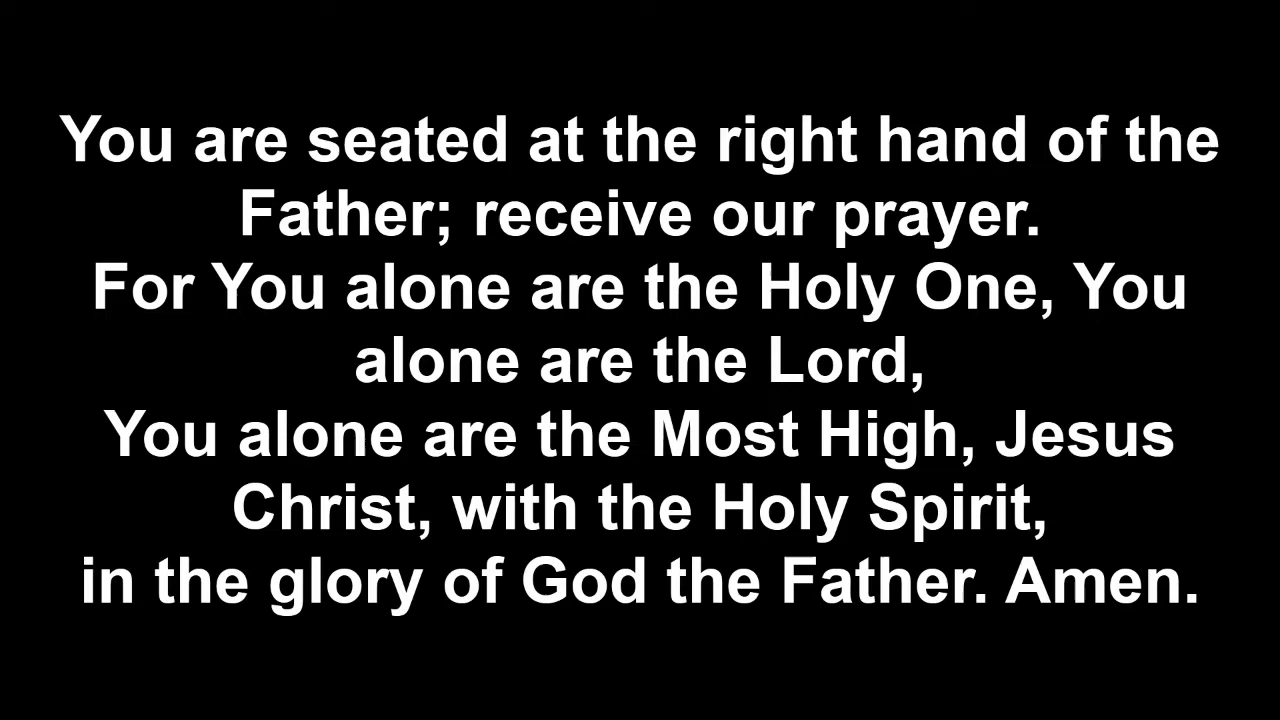 You are seated at the right hand of the
Father; receive our prayer.
For You alone are the Holy One, You
alone are the Lord,
You alone are the Most High, Jesus
Christ, with the Holy Spirit,
in the glory of God the Father. Amen.